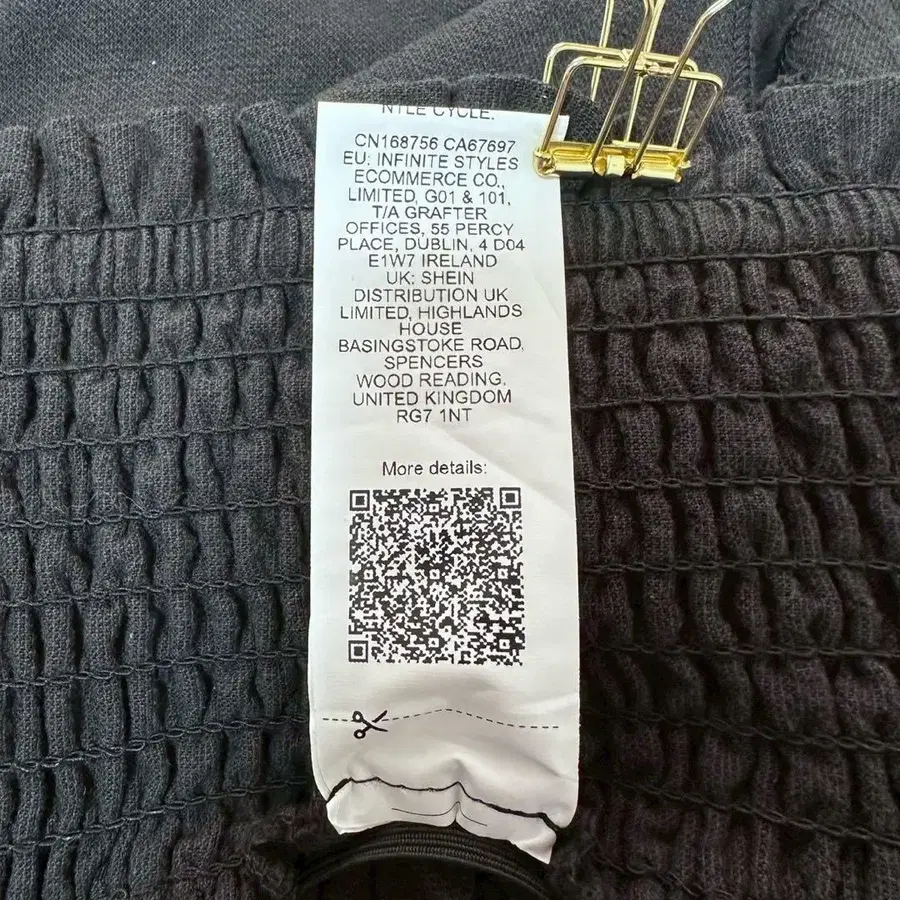 NTLE CYCLE.
CN168756 CA67697
EU: INFINITE STYLES
ECOMMERCE CO.,
LIMITED, G01 & 101,
T/A GRAFTER
OFFICES, 55 PERCY
PLACE, DUBLIN, 4 D04
E1W7 IRELAND
UK: SHEIN
DISTRIBUTION UK
LIMITED, HIGHLANDS
HOUSE
BASINGSTOKE ROAD,
SPENCERS
WOOD READING,
UNITED KINGDOM
RG7 1NT
More details: